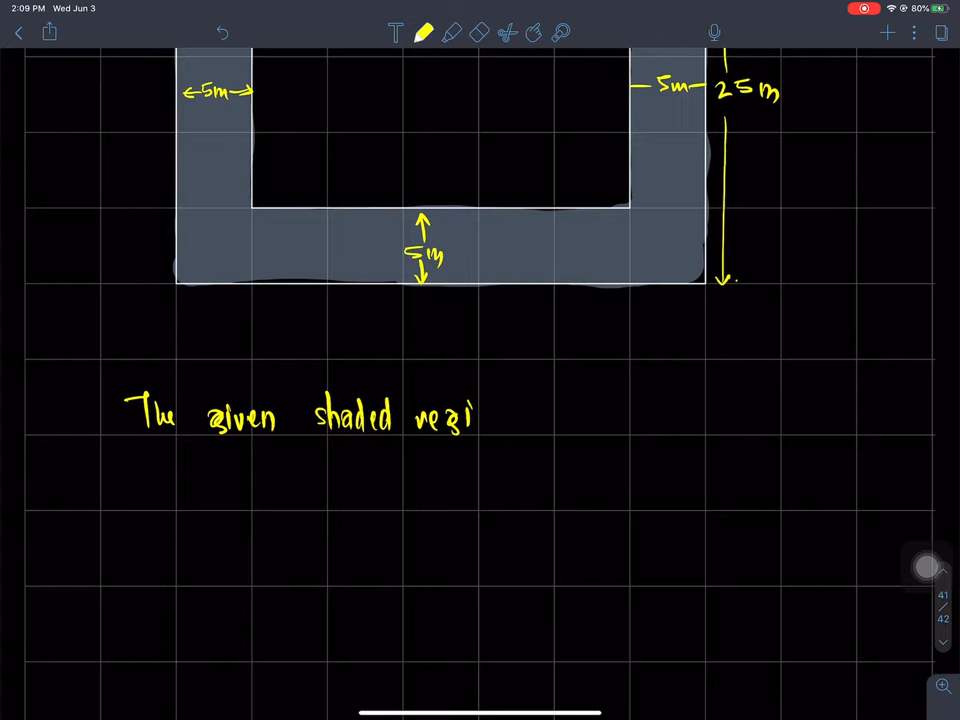 2:09 PM Wed Jun 3
80%
T
5m
5m
25m
5m
The given shaded regi
41
/
42